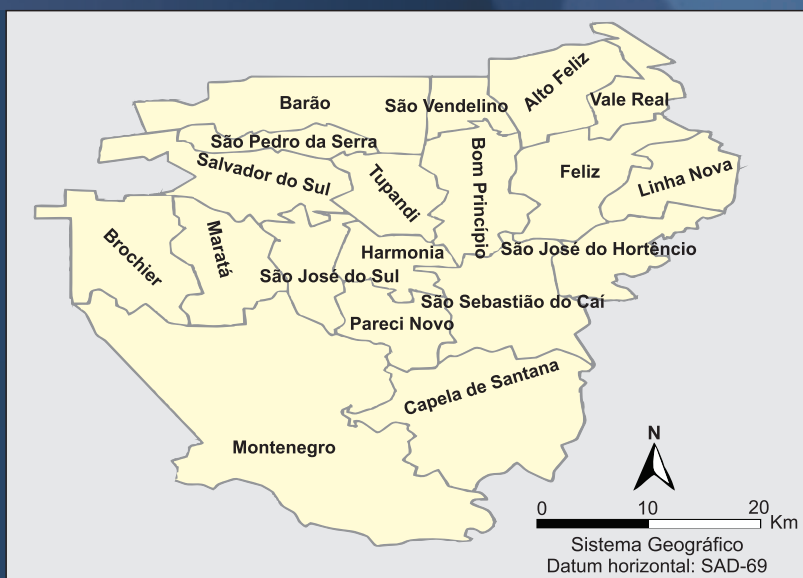 Alto Feliz
Barão
São Vendelino
Vale Real
São Pedro da Serra
Salvador do Sul
Tupandi
Bom Princípio
Feliz
Linha Nova
Brochier
Maratá
São José do Sul
Harmonia
São José do Hortêncio
São Sebastião do Caí
Pareci Novo
Capela de Santana
Montenegro
N
0 10 20
Km
Sistema Geográfico
Datum horizontal: SAD-69